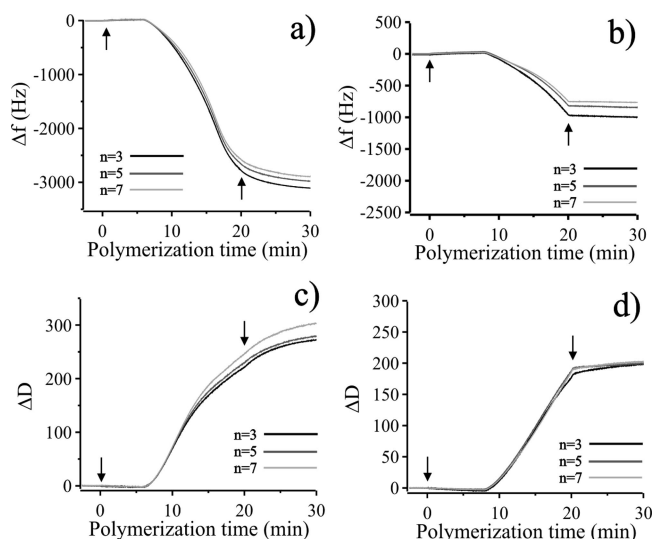 a)
0
-1000
-2000
-3000
Δf (Hz)
n=3
n=5
n=7
0 10 20 30
Polymerization time (min)
b)
500
0
-500
-1000
-1500
-2000
-2500
Δf (Hz)
n=3
n=5
n=7
0 10 20 30
Polymerization time (min)
c)
300
200
100
0
ΔD
n=3
n=5
n=7
0 10 20 30
Polymerization time (min)
d)
300
250
200
150
100
50
0
ΔD
n=3
n=5
n=7
0 10 20 30
Polymerization time (min)